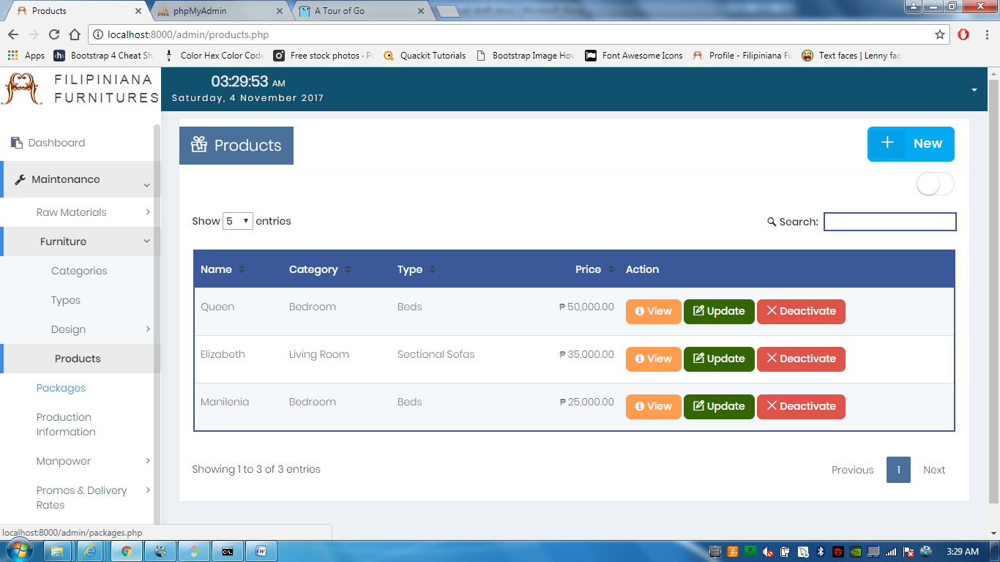 Products
phpMyAdmin
A Tour of Go
localhost:8000/admin/products.php
Apps
Bootstrap 4 Cheat Sh
Color Hex Color Code
Free stock photos · Pe
Quackit Tutorials
Bootstrap Image Hov
Font Awesome Icons
Profile - Filipiniana Fu
Text faces | Lenny fac
FILIPINIANA
FURNITURES
03:29:53 AM
Saturday, 4 November 2017
Dashboard
Maintenance
Raw Materials
Furniture
Categories
Types
Design
Products
Packages
Production
Information
Manpower
Promos & Delivery
Rates
Products
New
Show 5 entries
Search:
Name Category Type Price Action
Queen Bedroom Beds ₱ 50,000.00 View Update Deactivate
Elizabeth Living Room Sectional Sofas ₱ 35,000.00 View Update Deactivate
Manilenia Bedroom Beds ₱ 25,000.00 View Update Deactivate
Showing 1 to 3 of 3 entries
Previous 1 Next
localhost:8000/admin/packages.php
3:29 AM